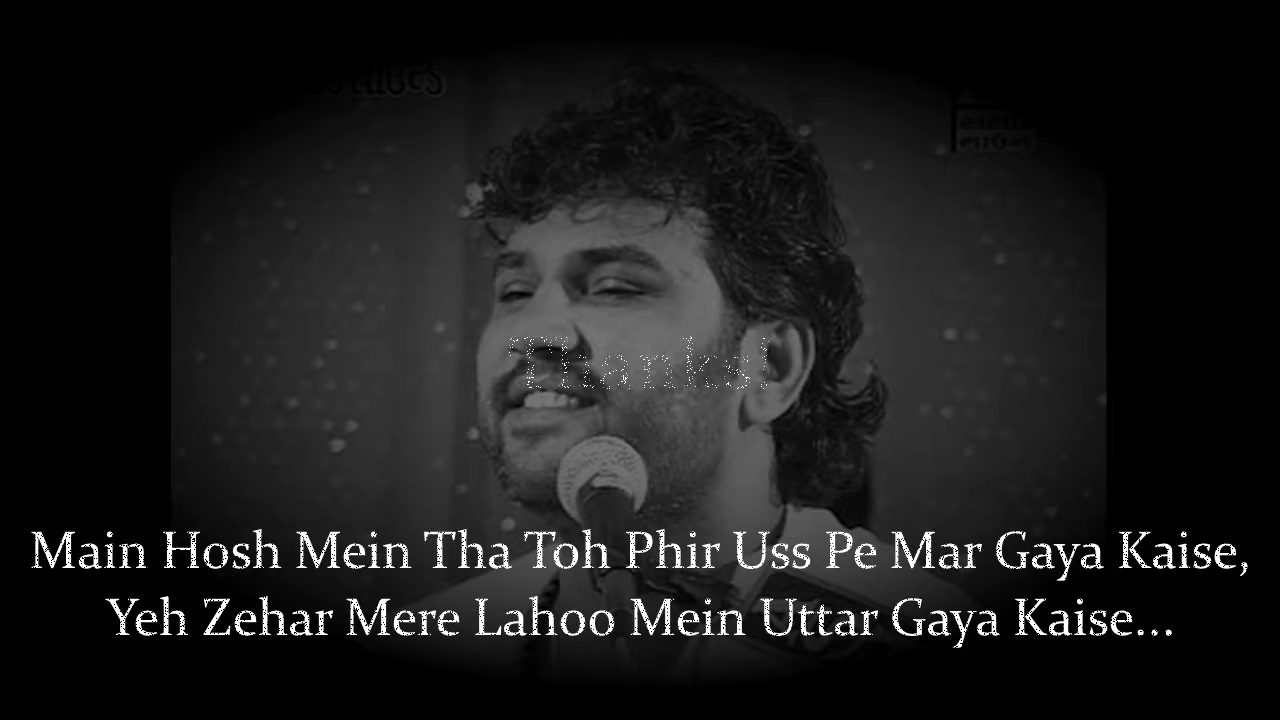 Thanks!
Main Hosh Mein Tha Toh Phir Uss Pe Mar Gaya Kaise,
Yeh Zehar Mere Lahoo Mein Uttar Gaya Kaise...